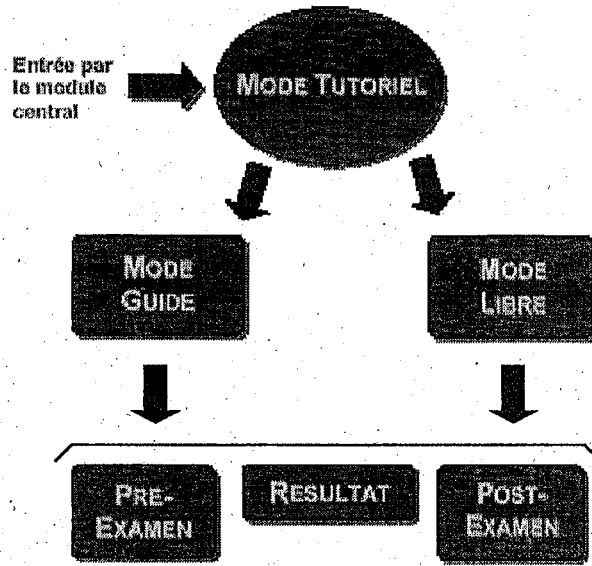 Entrée par
le module
central
MODE TUTORIEL
MODE
GUIDE
MODE
LIBRE
PRE-
EXAMEN
RESULTAT
POST-
EXAMEN